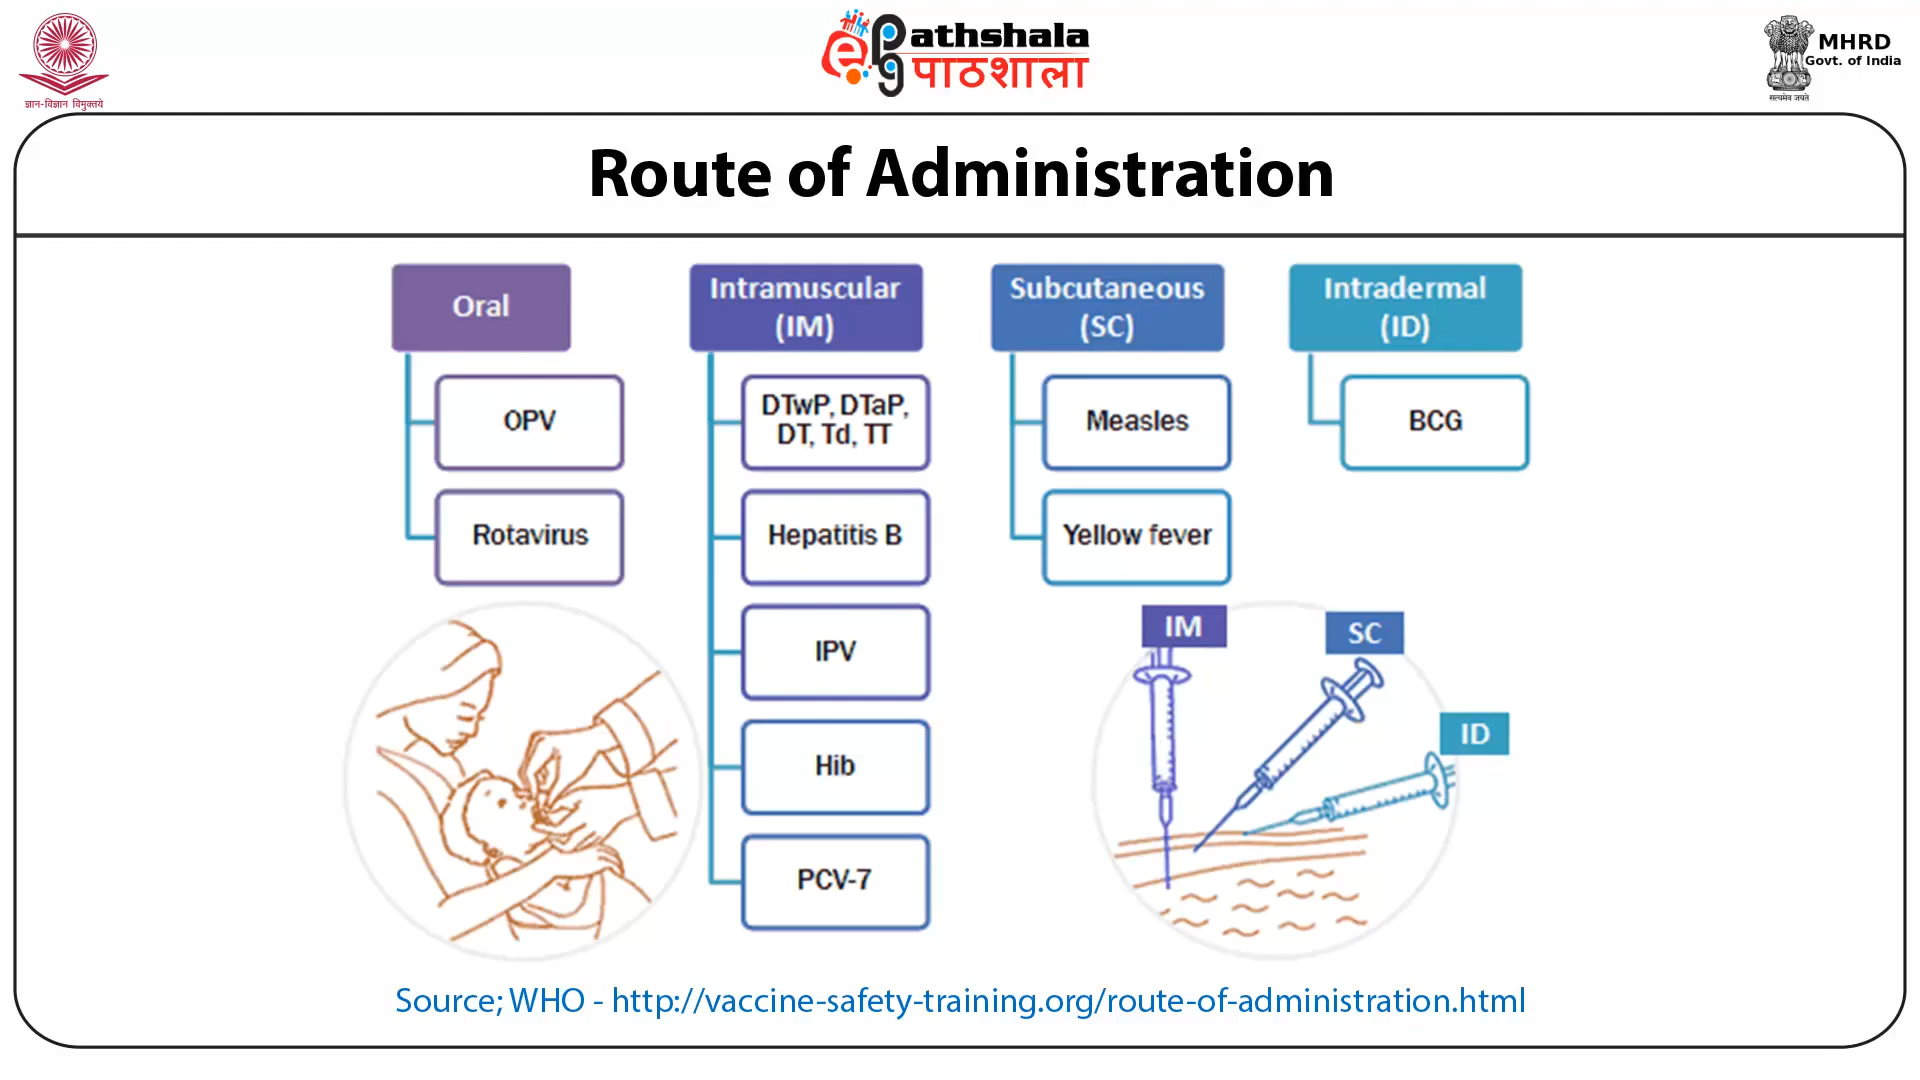 ज्ञान-विज्ञान विमुक्तये
ePathshala
पाठशाला
MHRD
Govt. of India
सत्यमेव जयते
Route of Administration
Oral
OPV
Rotavirus
Intramuscular
(IM)
DTwP, DTaP,
DT, Td, TT
Hepatitis B
IPV
Hib
PCV-7
Subcutaneous
(SC)
Measles
Yellow fever
Intradermal
(ID)
BCG
IM
SC
ID
Source; WHO - http://vaccine-safety-training.org/route-of-administration.html